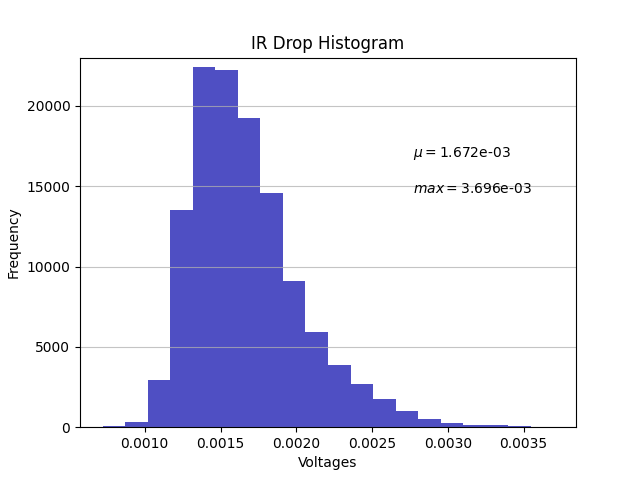 IR Drop Histogram
20000
15000
10000
5000
0
Frequency
μ = 1.672e-03
max = 3.696e-03
0.0010 0.0015 0.0020 0.0025 0.0030 0.0035
Voltages